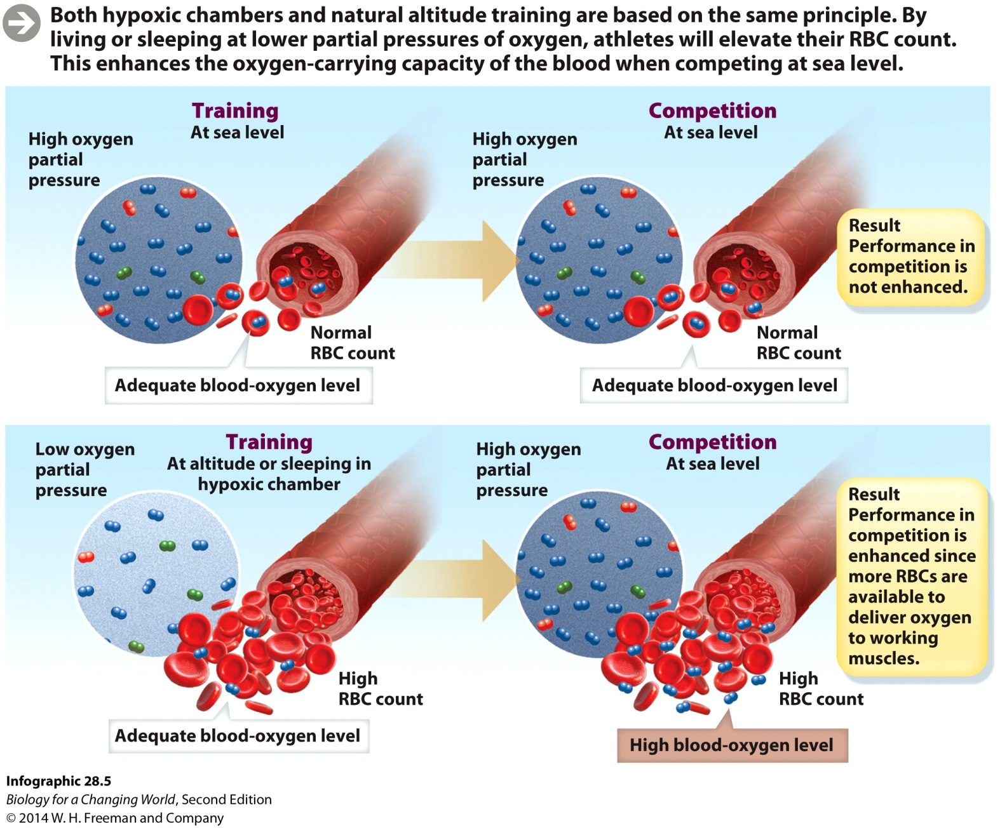 Both hypoxic chambers and natural altitude training are based on the same principle. By
living or sleeping at lower partial pressures of oxygen, athletes will elevate their RBC count.
This enhances the oxygen-carrying capacity of the blood when competing at sea level.
Training
At sea level
High oxygen
partial
pressure
Normal
RBC count
Adequate blood-oxygen level
Competition
At sea level
High oxygen
partial
pressure
Normal
RBC count
Adequate blood-oxygen level
Result
Performance in
competition is
not enhanced.
Training
At altitude or sleeping in
hypoxic chamber
Low oxygen
partial
pressure
High
RBC count
Adequate blood-oxygen level
Competition
At sea level
High oxygen
partial
pressure
High
RBC count
High blood-oxygen level
Result
Performance in
competition is
enhanced since
more RBCs are
available to
deliver oxygen
to working
muscles.
Infographic 28.5
Biology for a Changing World, Second Edition
© 2014 W. H. Freeman and Company